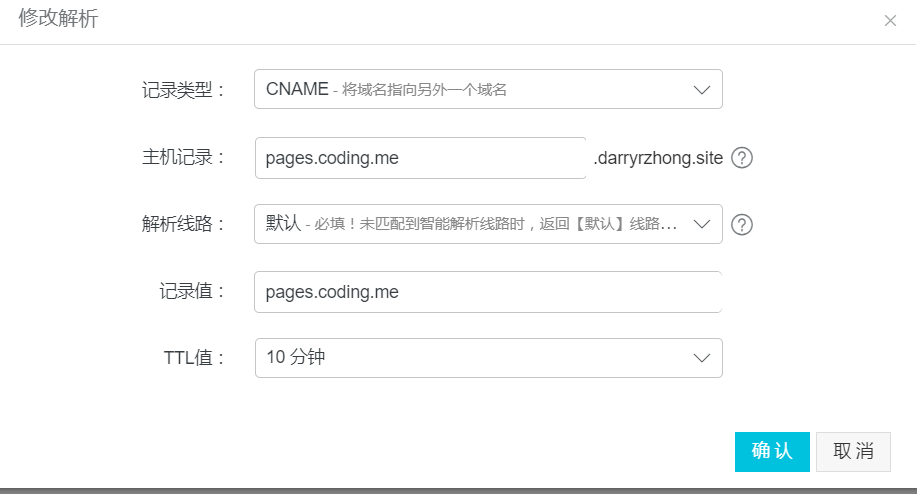 修改解析
记录类型： CNAME - 将域名指向另外一个域名
主机记录： pages.coding.me .darryrzhong.site ?
解析线路： 默认 - 必填！未匹配到智能解析线路时，返回【默认】线路... ?
记录值： pages.coding.me
TTL值： 10 分钟
确认 取消